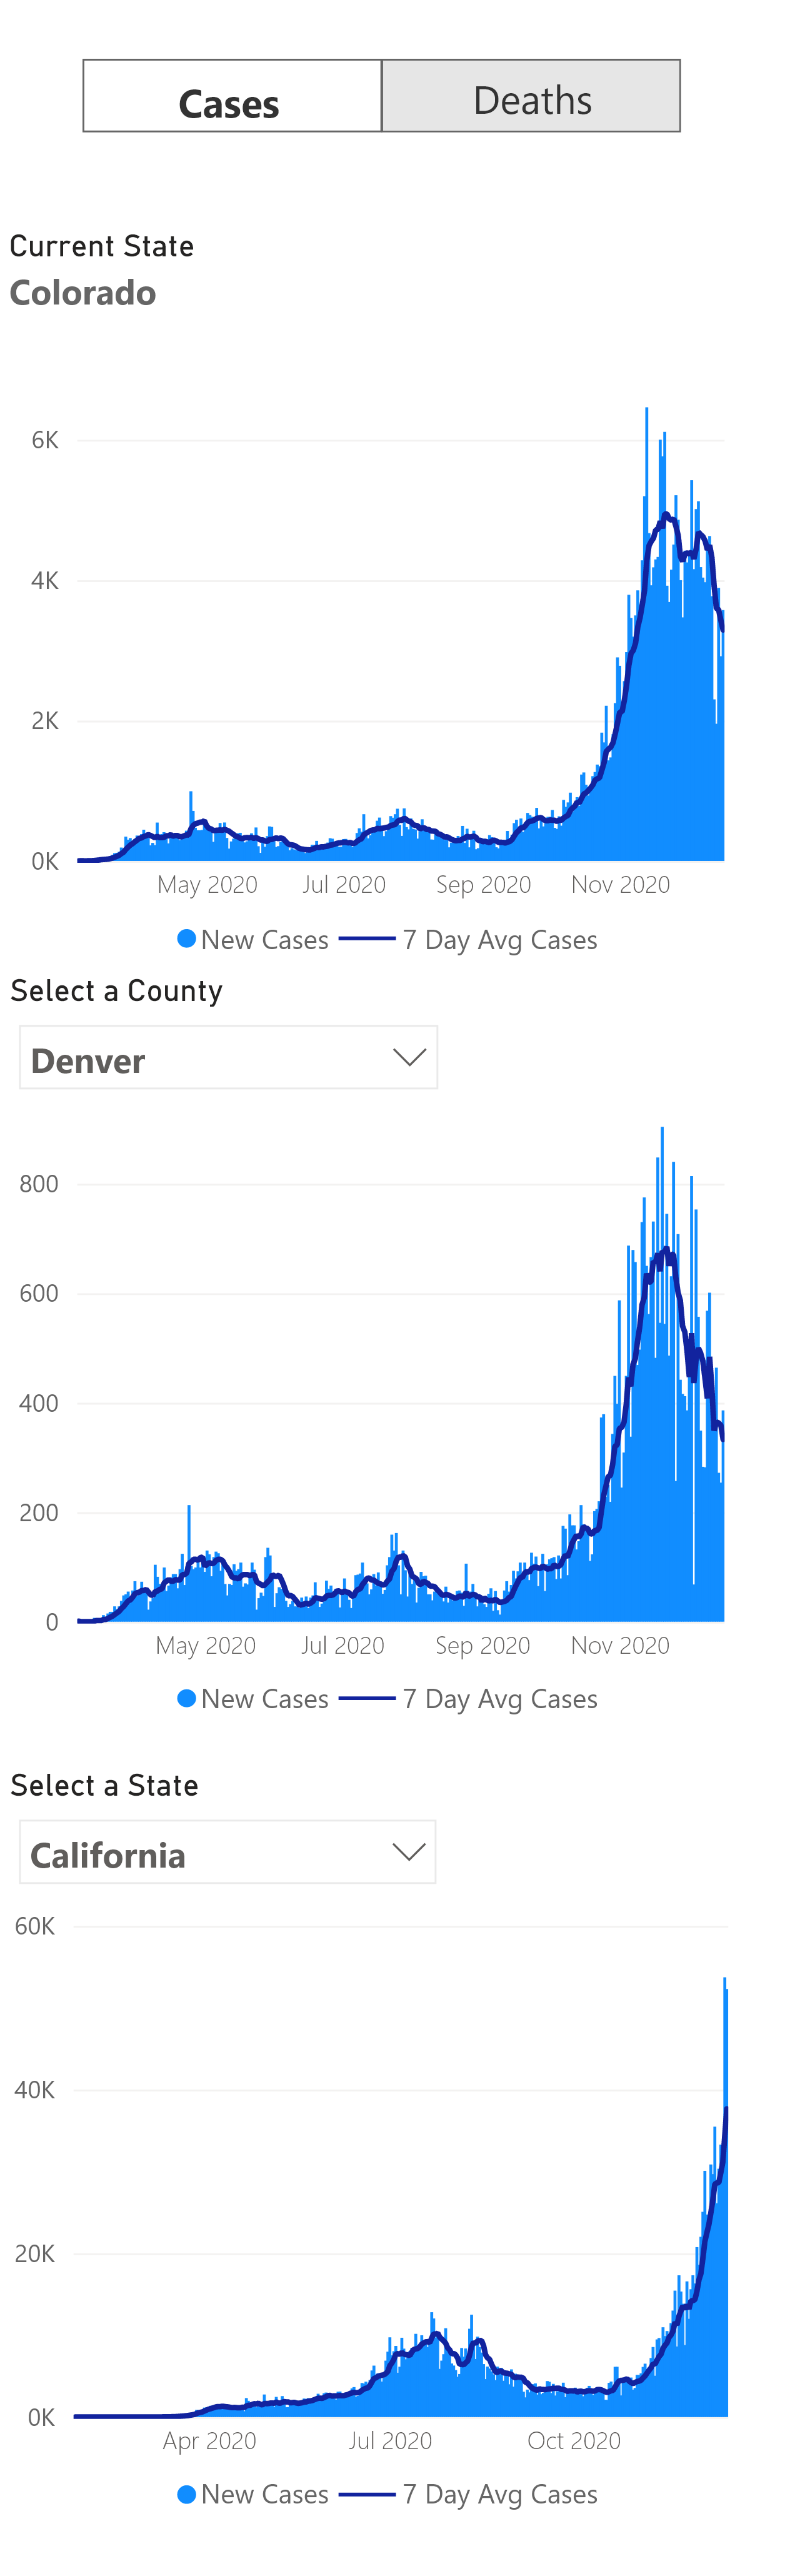 Cases Deaths
Current State
Colorado
6K
4K
2K
0K
May 2020 Jul 2020 Sep 2020 Nov 2020
New Cases 7 Day Avg Cases
Select a County
Denver
800
600
400
200
0
May 2020 Jul 2020 Sep 2020 Nov 2020
New Cases 7 Day Avg Cases
Select a State
California
60K
40K
20K
0K
Apr 2020 Jul 2020 Oct 2020
New Cases 7 Day Avg Cases